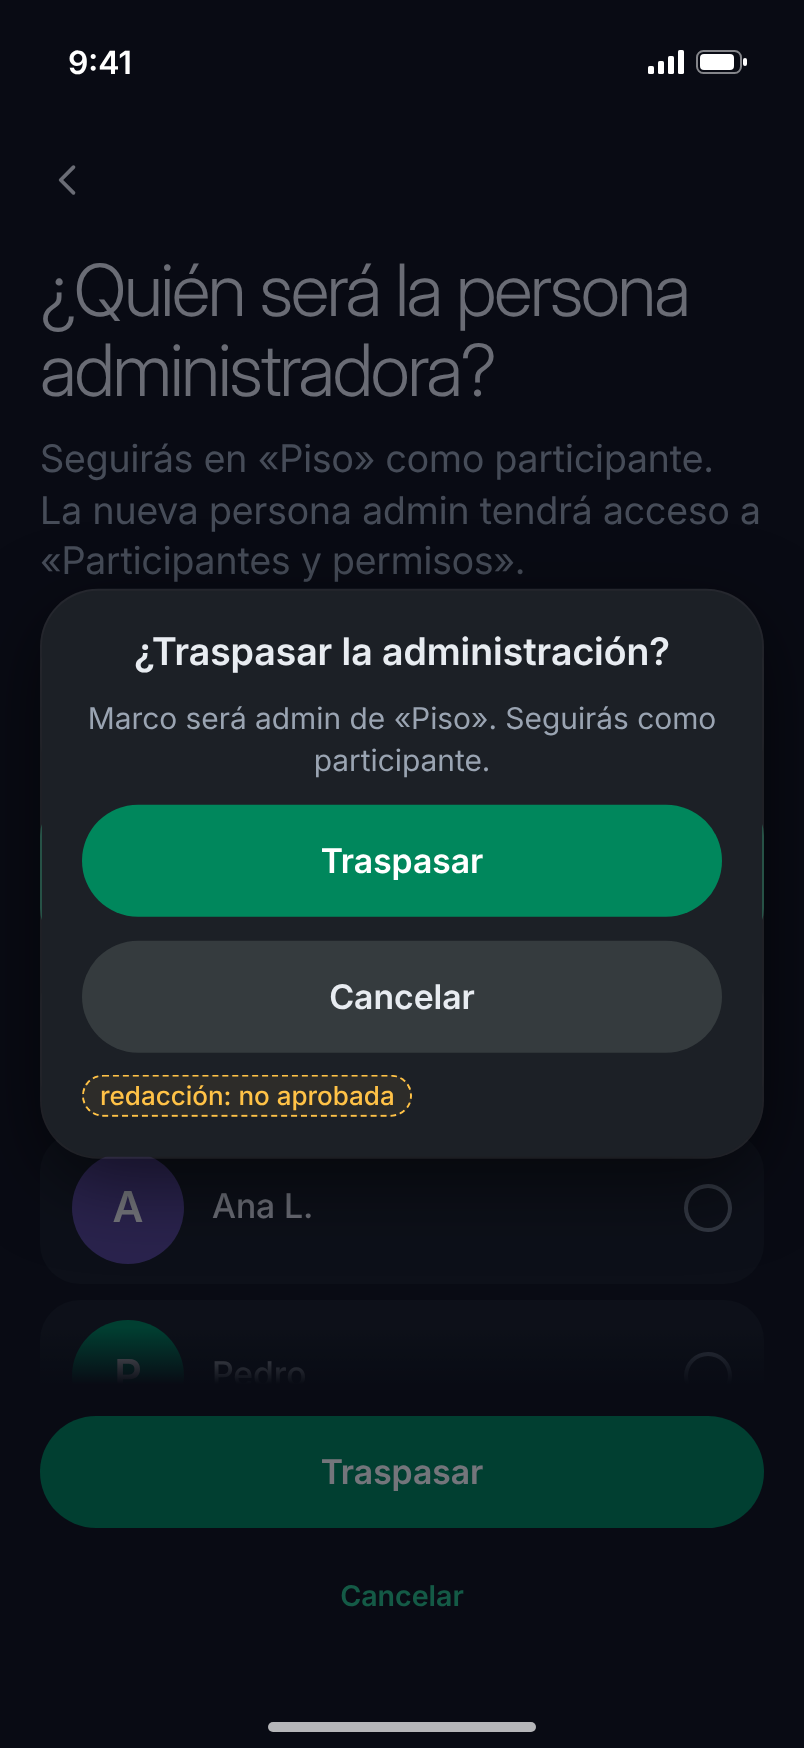 9:41
¿Quién será la persona
administradora?
Seguirás en «Piso» como participante.
La nueva persona admin tendrá acceso a
«Participantes y permisos».
¿Traspasar la administración?
Marco será admin de «Piso». Seguirás como
participante.
Traspasar
Cancelar
redacción: no aprobada
A
Ana L.
P
Pedro
Traspasar
Cancelar